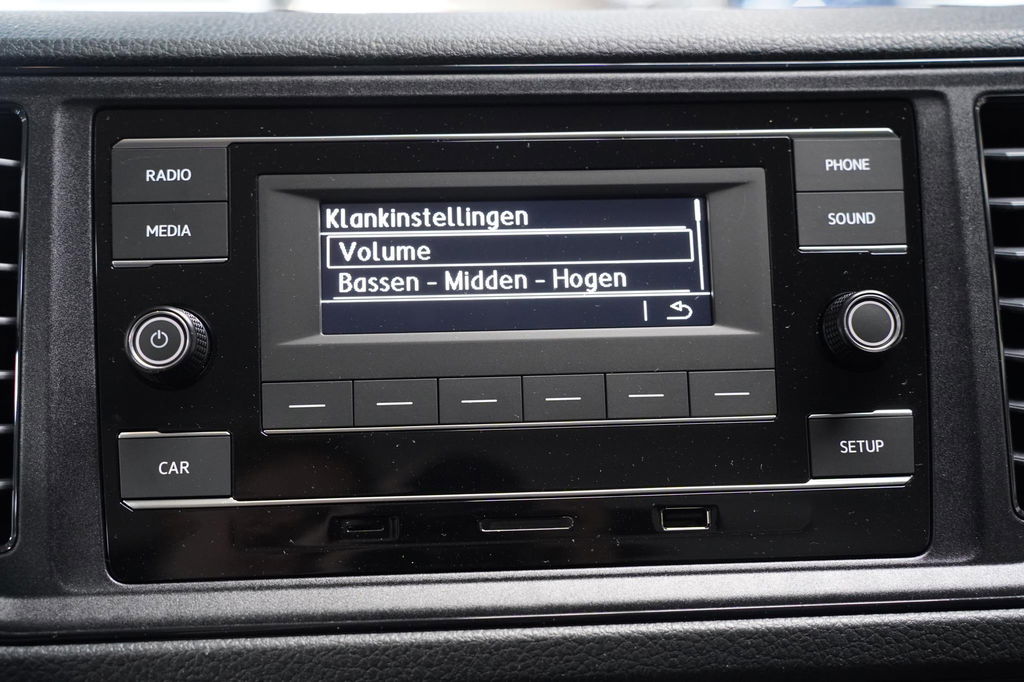 RADIO
MEDIA
PHONE
SOUND
Klankinstellingen
Volume
Bassen - Midden - Hogen
CAR
SETUP